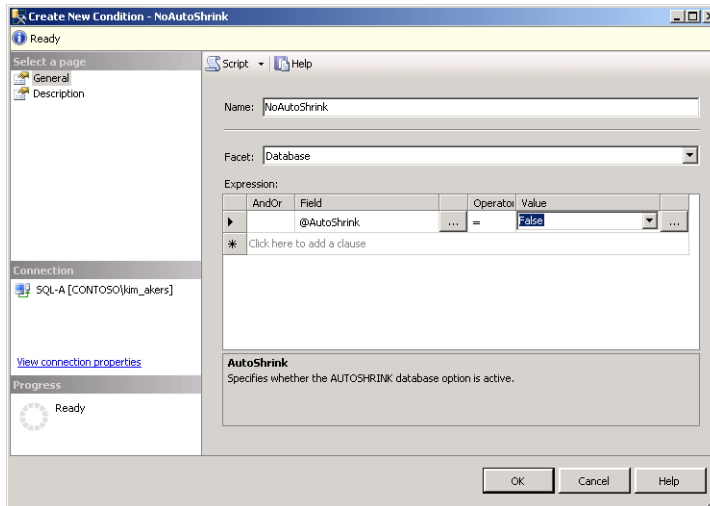 Create New Condition - NoAutoShrink
Ready
Select a page
General
Description
Script Help
Name: NoAutoShrink
Facet: Database
Expression:
AndOr Field Operator Value
@AutoShrink ... = False ...
Click here to add a clause
Connection
SQL-A [CONTOSO\kim_akers]
View connection properties
AutoShrink
Specifies whether the AUTOSHRINK database option is active.
Progress
Ready
OK Cancel Help